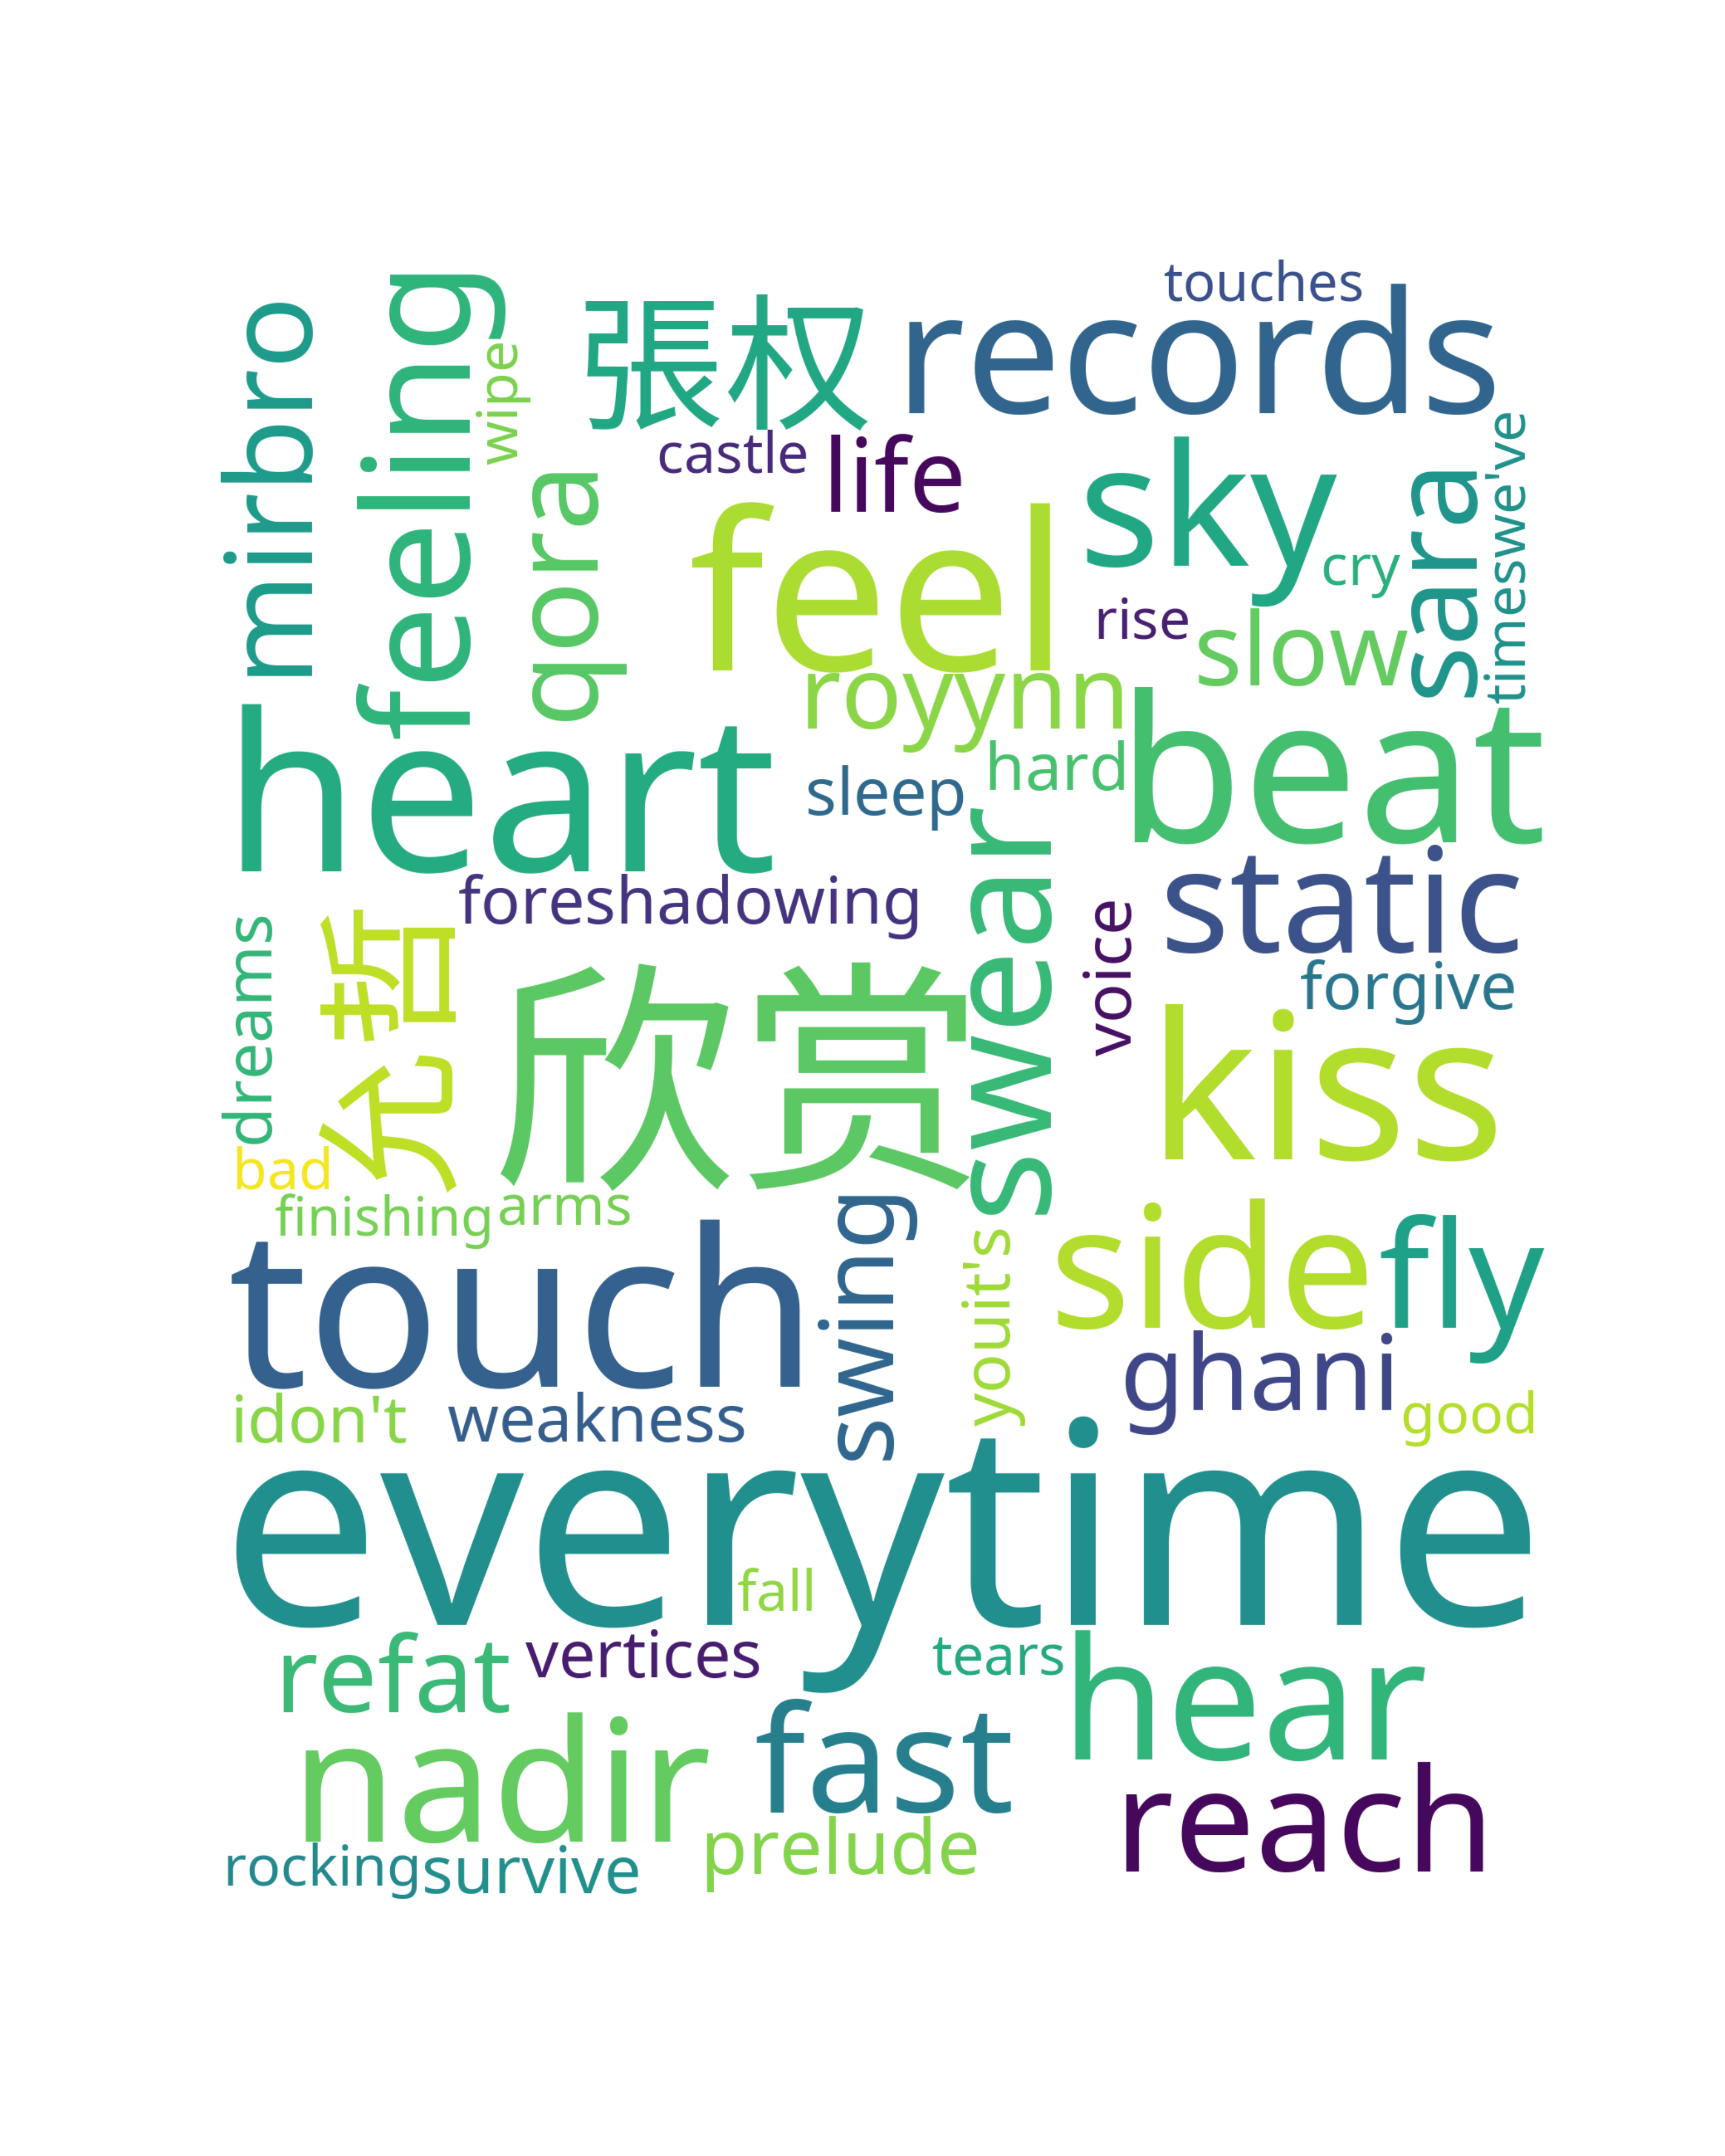 touches
records
張权
feeling
minbro
wipe
castle
life
sky
timeswe've
sara
qora
feel
cry
rise
slow
royynn
heart
beat
hard
sleep
swear
static
foreshadowing
voice
forgive
dreams
允哲
欣赏
kiss
bad
finishing
arms
touch
swing
youit's
side
fly
ghani
good
idon't
weakness
everytime
fall
refat
vertices
tears
hear
nadir
fast
reach
prelude
rocking
survive